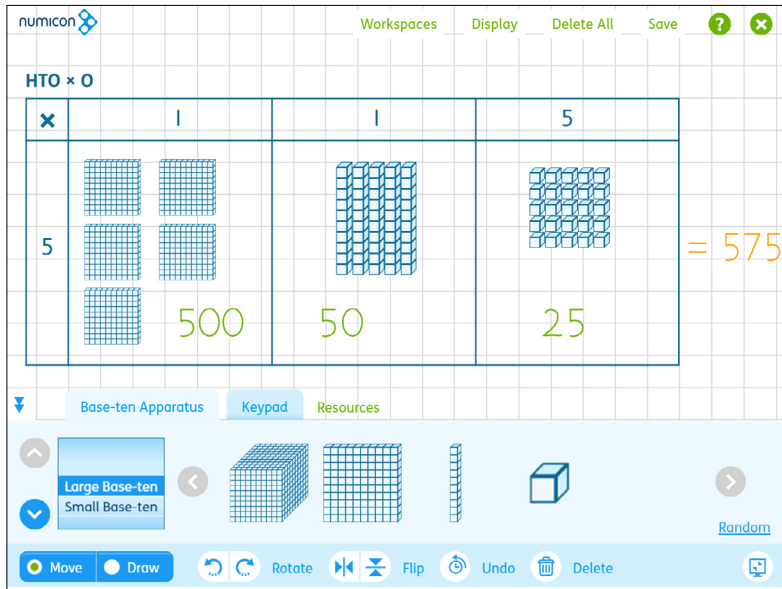 numicon Workspaces Display Delete All Save ? ×
HTO × O
× 1 1 5
5
= 575
500 50 25
Base-ten Apparatus Keypad Resources
Large Base-ten
Small Base-ten
Random
Move Draw Rotate Flip Undo Delete